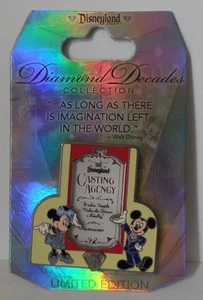 Disneyland
Diamond Decades
COLLECTION
"...AS LONG AS THERE
IS IMAGINATION LEFT
IN THE WORLD."
— Walt Disney
Disneyland
CASTING
AGENCY
LIMITED EDITION